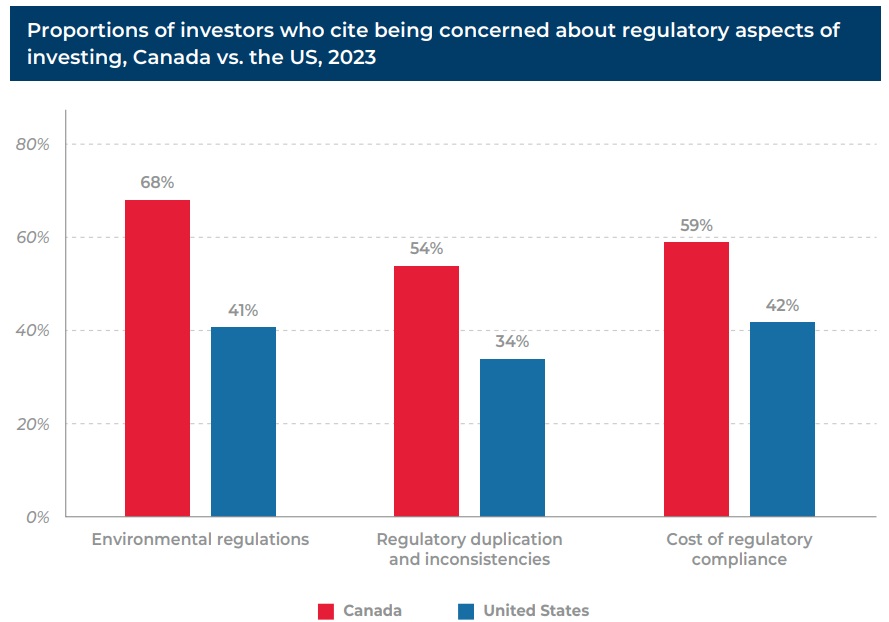 Proportions of investors who cite being concerned about regulatory aspects of
investing, Canada vs. the US, 2023
80%
60%
40%
20%
0%
68%
41%
54%
34%
59%
42%
Environmental regulations
Regulatory duplication
and inconsistencies
Cost of regulatory
compliance
Canada
United States